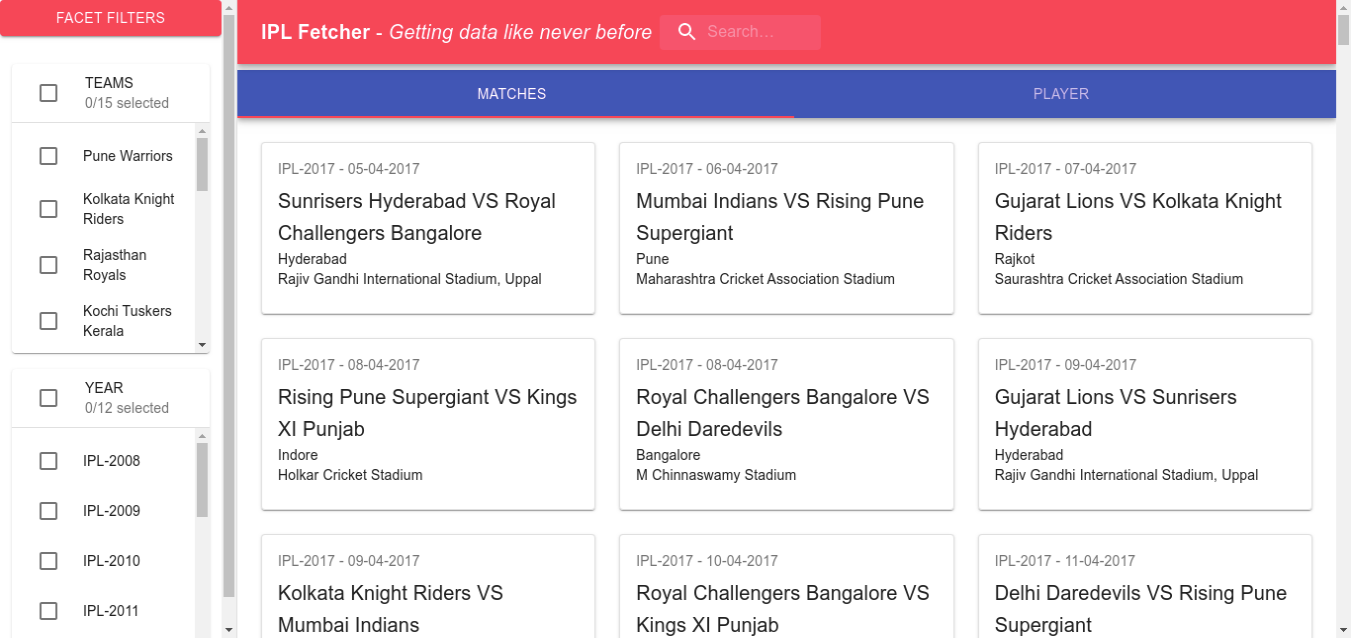 FACET FILTERS
TEAMS
0/15 selected
Pune Warriors
Kolkata Knight
Riders
Rajasthan
Royals
Kochi Tuskers
Kerala
YEAR
0/12 selected
IPL-2008
IPL-2009
IPL-2010
IPL-2011
IPL Fetcher - Getting data like never before
Search...
MATCHES
PLAYER
IPL-2017 - 05-04-2017
Sunrisers Hyderabad VS Royal
Challengers Bangalore
Hyderabad
Rajiv Gandhi International Stadium, Uppal
IPL-2017 - 06-04-2017
Mumbai Indians VS Rising Pune
Supergiant
Pune
Maharashtra Cricket Association Stadium
IPL-2017 - 07-04-2017
Gujarat Lions VS Kolkata Knight
Riders
Rajkot
Saurashtra Cricket Association Stadium
IPL-2017 - 08-04-2017
Rising Pune Supergiant VS Kings
XI Punjab
Indore
Holkar Cricket Stadium
IPL-2017 - 08-04-2017
Royal Challengers Bangalore VS
Delhi Daredevils
Bangalore
M Chinnaswamy Stadium
IPL-2017 - 09-04-2017
Gujarat Lions VS Sunrisers
Hyderabad
Hyderabad
Rajiv Gandhi International Stadium, Uppal
IPL-2017 - 09-04-2017
Kolkata Knight Riders VS
Mumbai Indians
IPL-2017 - 10-04-2017
Royal Challengers Bangalore VS
Kings XI Punjab
IPL-2017 - 11-04-2017
Delhi Daredevils VS Rising Pune
Supergiant